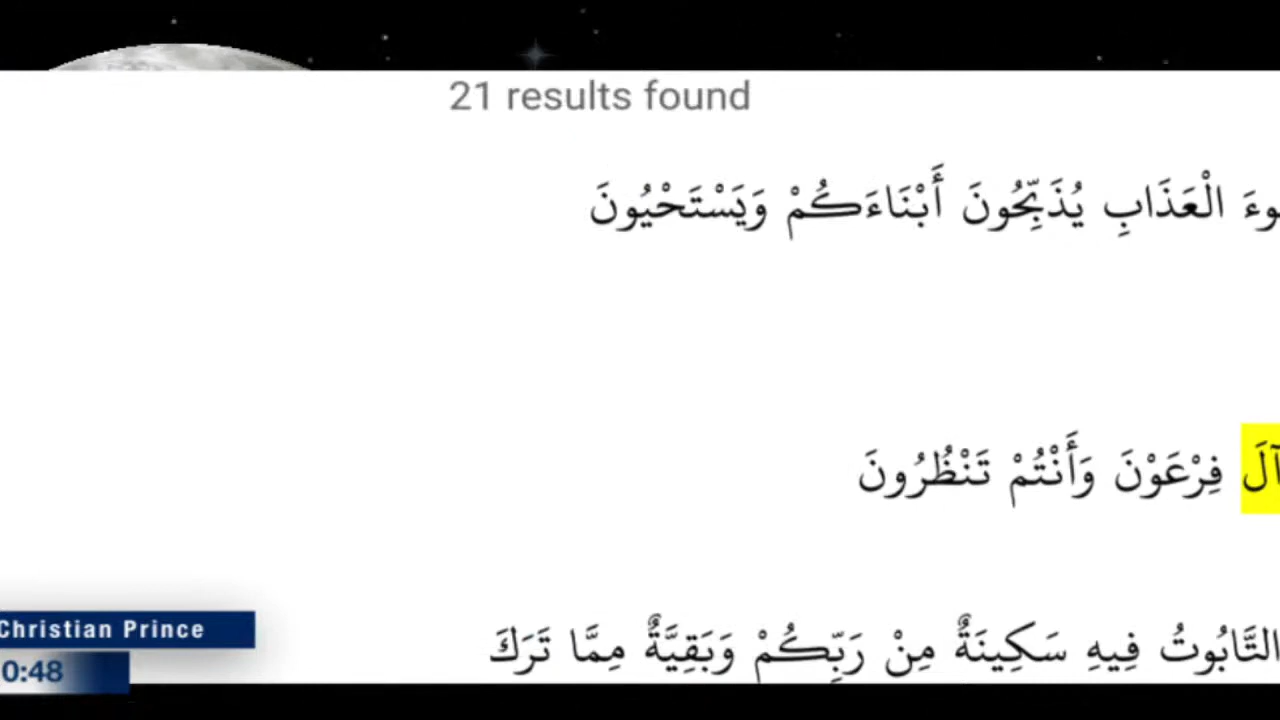 21 results found
وءَ الْعَذَابِ يُذَبِّحُونَ أَبْنَاءَكُمْ وَيَسْتَحْيُونَ
آلَ فِرْعَوْنَ وَأَنْتُمْ تَنْظُرُونَ
Christian Prince
التَّابُوتُ فِيهِ سَكِينَةٌ مِنْ رَبِّكُمْ وَبَقِيَّةٌ مِمَّا تَرَكَ
0:48